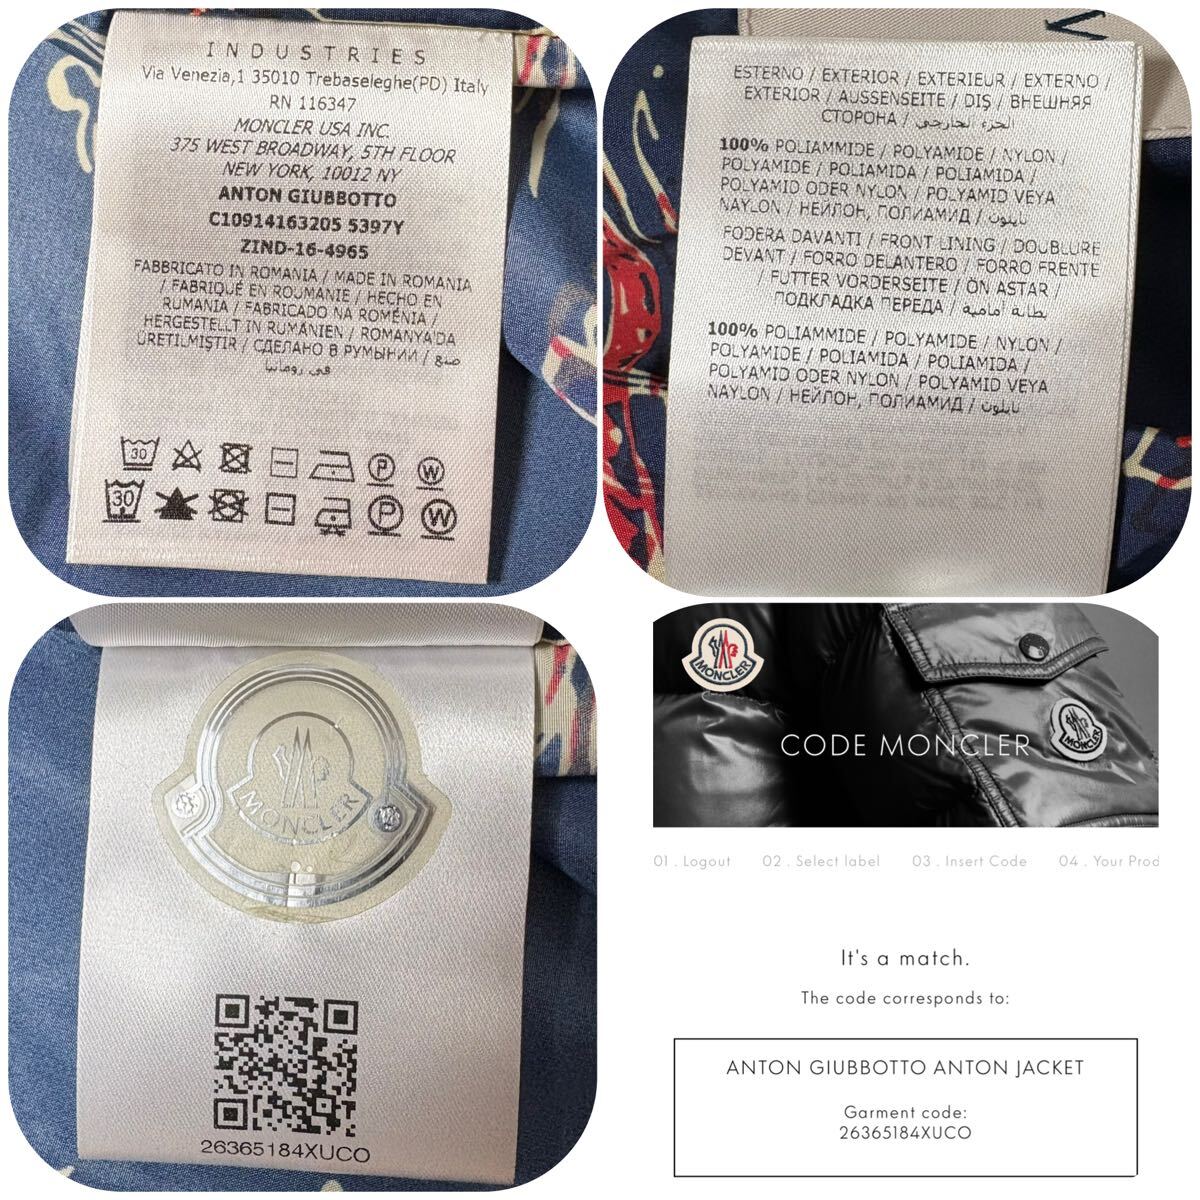 INDUSTRIES
Via Venezia,1 35010 Trebaseleghe(PD) Italy
RN 116347
MONCLER USA INC.
375 WEST BROADWAY, 5TH FLOOR
NEW YORK, 10012 NY
ANTON GIUBBOTTO
C10914163205 5397Y
ZIND-16-4965
FABBRICATO IN ROMANIA / MADE IN ROMANIA
/ FABRIQUÉ EN ROUMANIE / HECHO EN
RUMANIA / FABRICADO NA ROMÉNIA /
HERGESTELLT IN RUMÄNIEN / ROMANYA'DA
ÜRETILMIŞTIR / СДЕЛАНО В РУМЫНИИ / صنع
في رومانيا
30 P W
30 P W
ESTERNO / EXTERIOR / EXTERIEUR / EXTERNO /
EXTERIOR / AUSSENSEITE / DIŞ / ВНЕШНЯЯ
СТОРОНА / الجزء الخارجي
100% POLIAMMIDE / POLYAMIDE / NYLON /
POLYAMIDE / POLIAMIDA / POLIAMIDA /
POLYAMID ODER NYLON / POLYAMID VEYA
NAYLON / НЕЙЛОН, ПОЛИАМИД / نايلون
FODERA DAVANTI / FRONT LINING / DOUBLURE
DEVANT / FORRO DELANTERO / FORRO FRENTE
/ FUTTER VORDERSEITE / ÖN ASTAR /
ПОДКЛАДКА ПЕРЕДА / بطانة أمامية
100% POLIAMMIDE / POLYAMIDE / NYLON /
POLYAMIDE / POLIAMIDA / POLIAMIDA /
POLYAMID ODER NYLON / POLYAMID VEYA
NAYLON / НЕЙЛОН, ПОЛИАМИД / نايلون
MONCLER
26365184XUCO
MONCLER
CODE MONCLER
MONCLER
01 . Logout 02 . Select label 03 . Insert Code 04 . Your Prod
It's a match.
The code corresponds to:
ANTON GIUBBOTTO ANTON JACKET
Garment code:
26365184XUCO